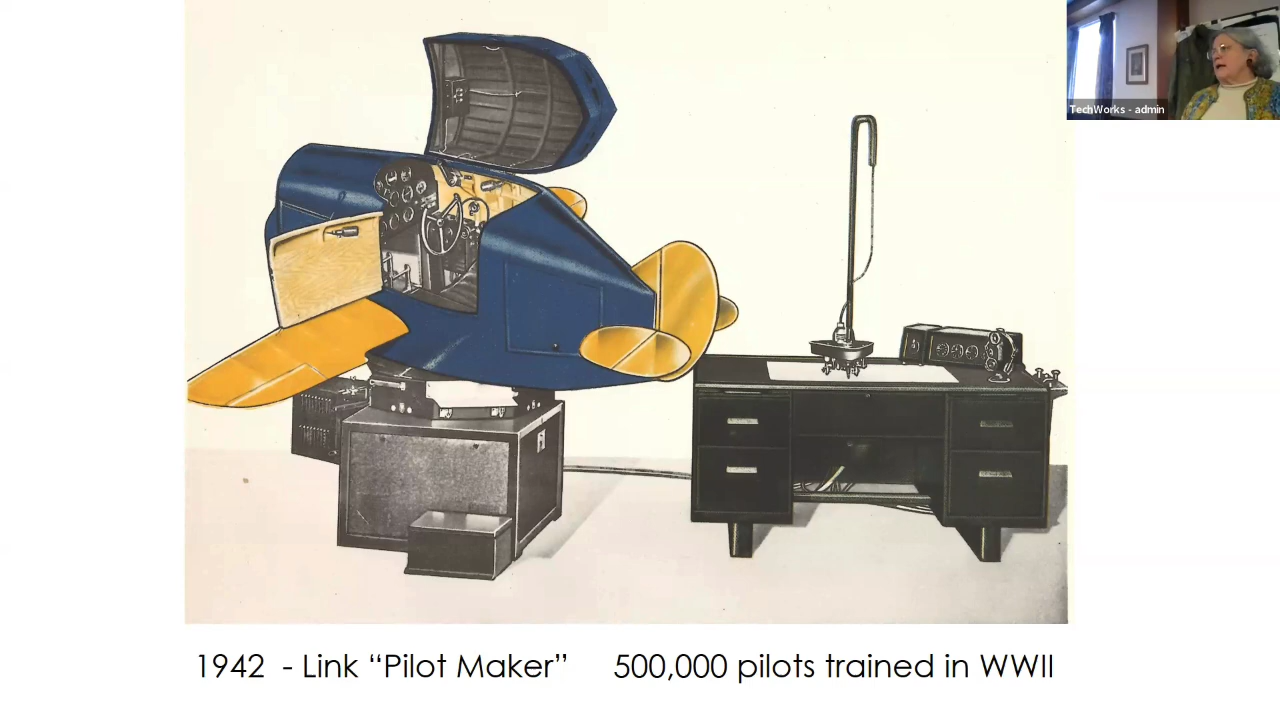 TechWorks - admin
1942 - Link “Pilot Maker” 500,000 pilots trained in WWII